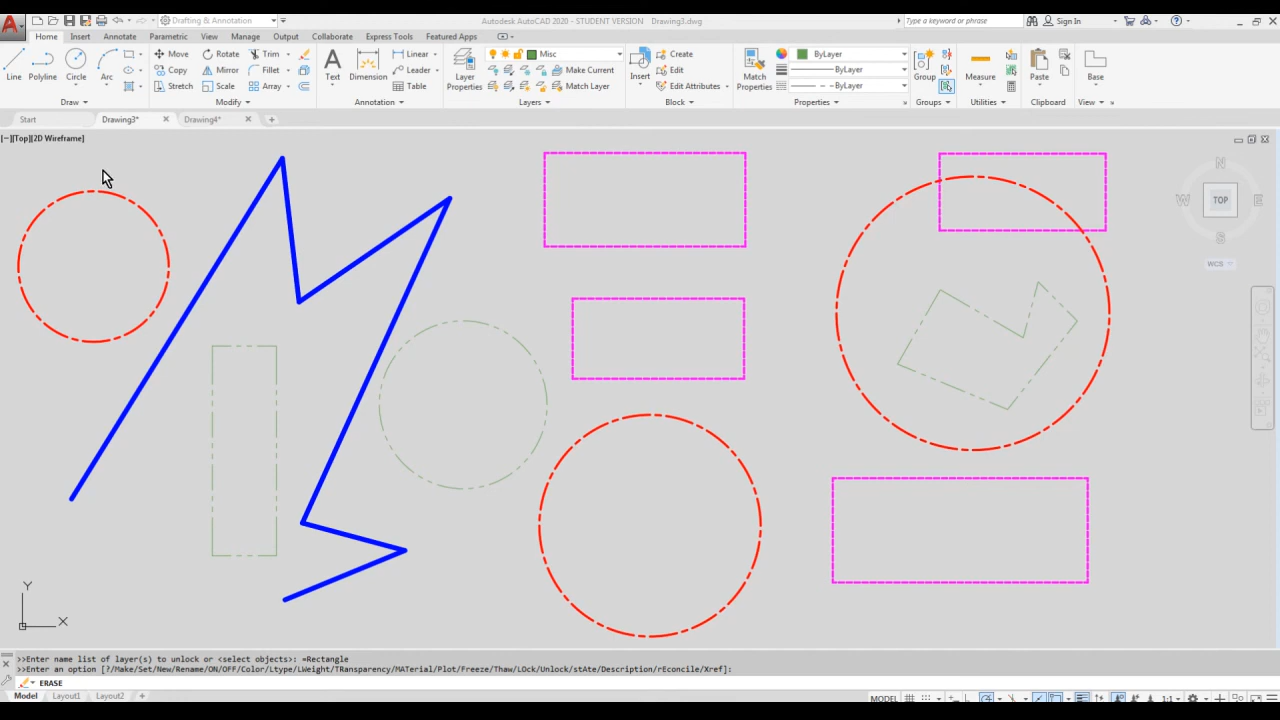 Drafting & Annotation
Autodesk AutoCAD 2020 - STUDENT VERSION Drawing3.dwg
Type a keyword or phrase
Sign In
Home Insert Annotate Parametric View Manage Output Collaborate Express Tools Featured Apps
Line Polyline Circle Arc
Move Rotate Trim
Copy Mirror Fillet
Stretch Scale Array
Text Dimension
Linear
Leader
Table
Layer Properties
Misc
Make Current
Match Layer
Insert
Create
Edit
Edit Attributes
Match Properties
ByLayer
ByLayer
ByLayer
Group
Measure
Paste
Base
Draw Modify Annotation Layers Block Properties Groups Utilities Clipboard View
Start Drawing3* Drawing4*
[−][Top][2D Wireframe]
N
W TOP E
S
WCS
Y
X
>>Enter name list of layer(s) to unlock or <select objects>: =Rectangle
>>Enter an option [?/Make/Set/New/Rename/ON/OFF/Color/Ltype/LWeight/TRansparency/MATerial/Plot/Freeze/Thaw/LOck/Unlock/stAte/Description/rEconcile/Xref]:
ERASE
Model Layout1 Layout2
MODEL 1:1